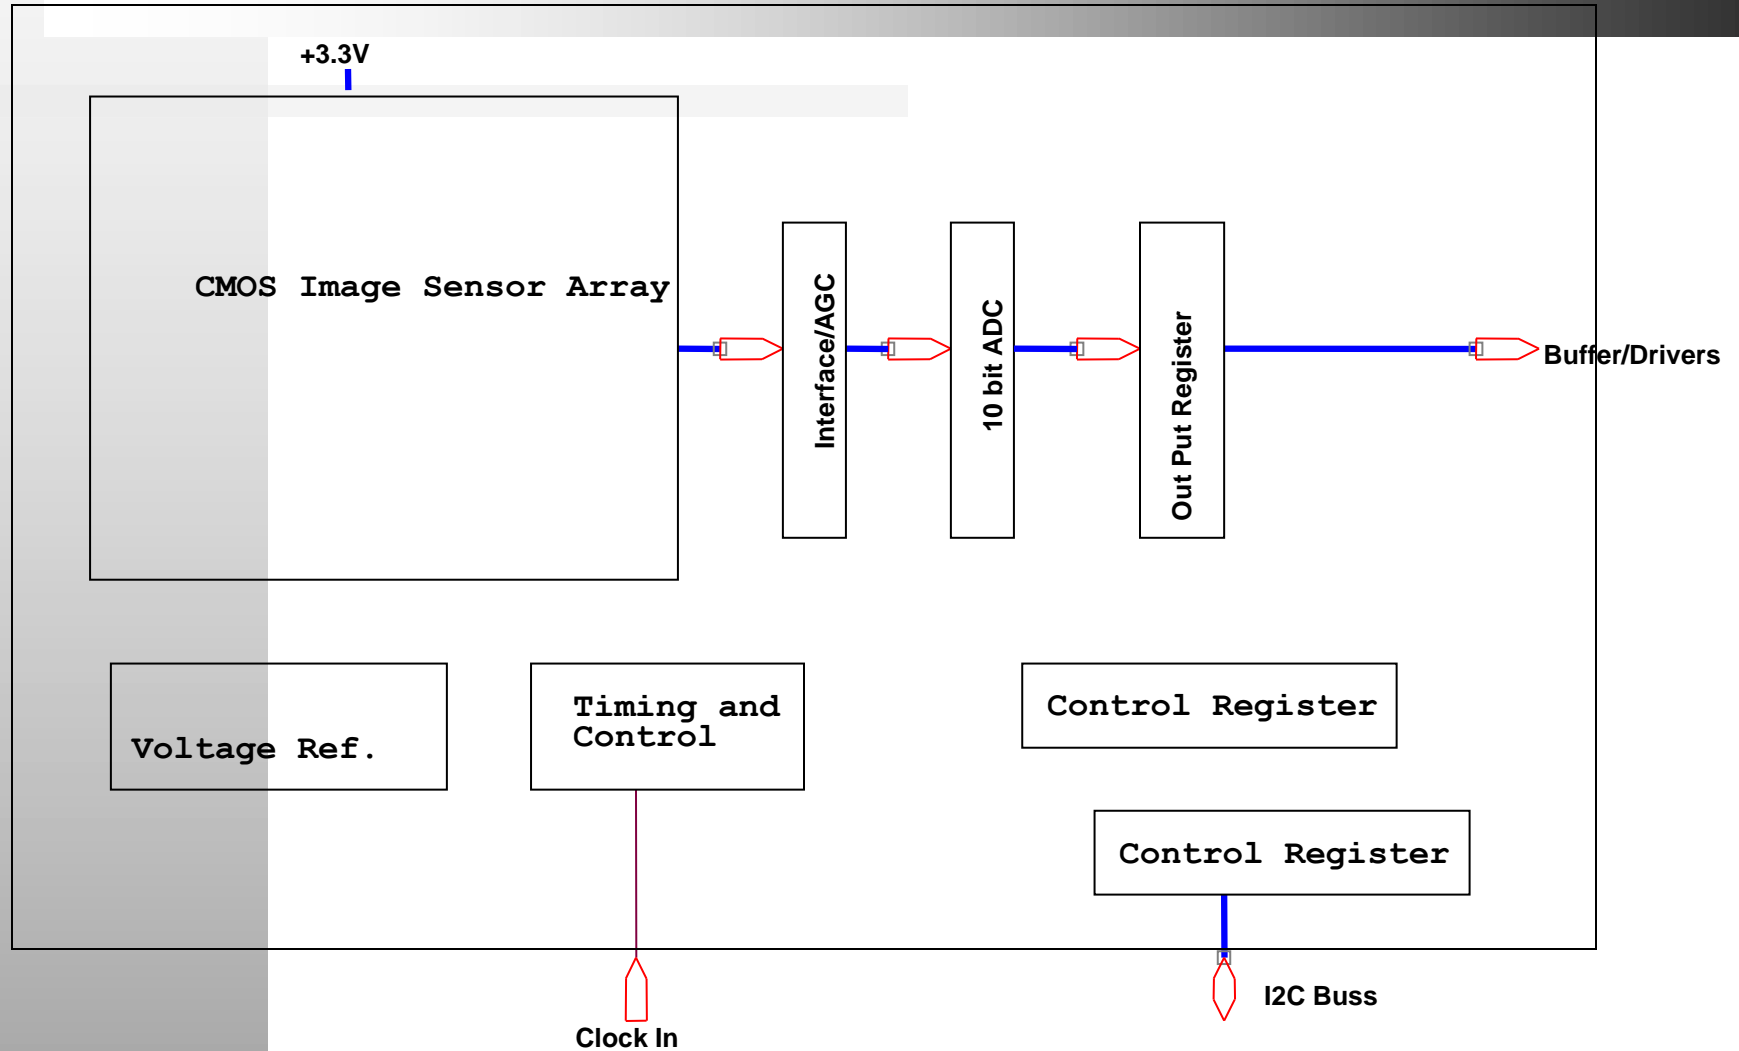 +3.3V
CMOS Image Sensor Array
Interface/AGC
10 bit ADC
Out Put Register
Buffer/Drivers
Voltage Ref.
Timing and
Control
Control Register
Control Register
I2C Buss
Clock In